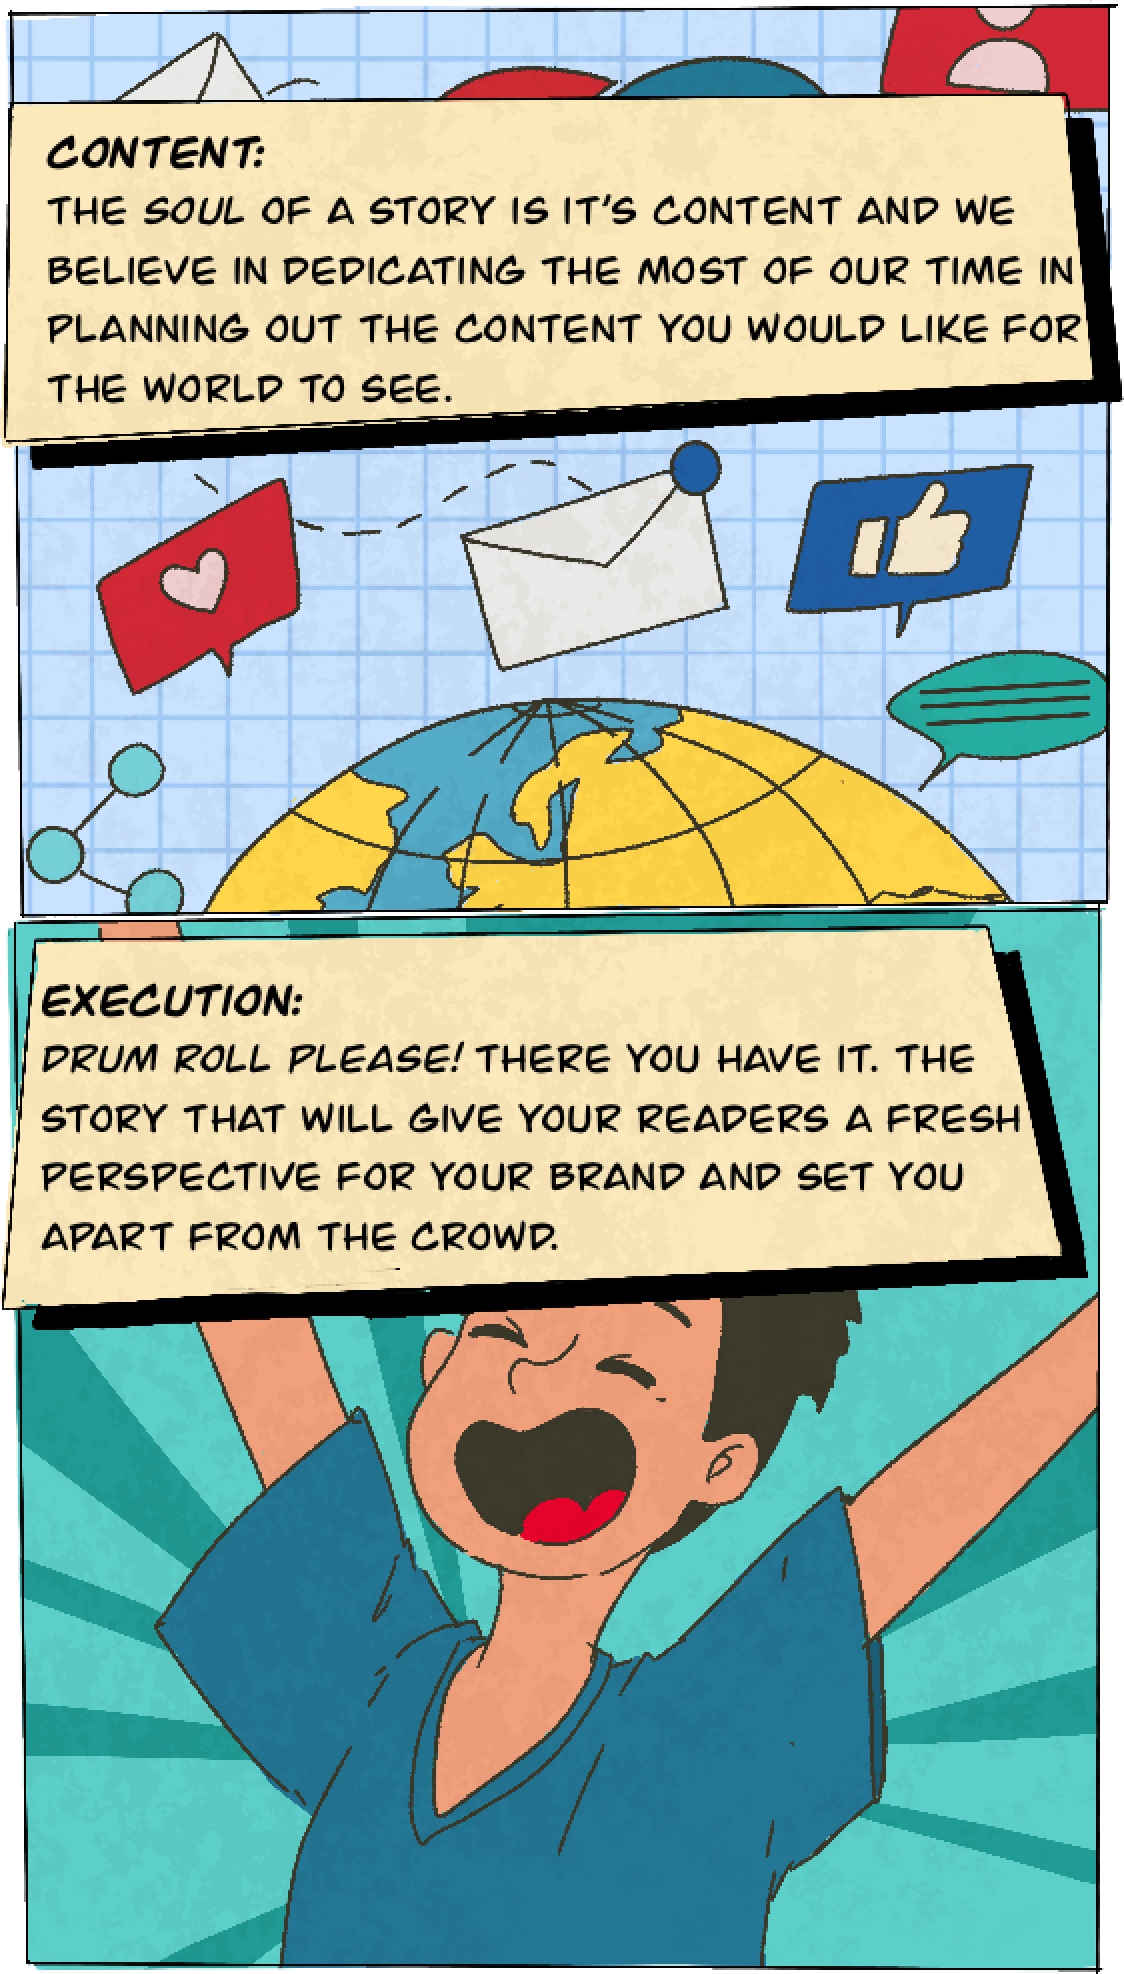 CONTENT:
THE SOUL OF A STORY IS IT'S CONTENT AND WE
BELIEVE IN DEDICATING THE MOST OF OUR TIME IN
PLANNING OUT THE CONTENT YOU WOULD LIKE FOR
THE WORLD TO SEE.
EXECUTION:
DRUM ROLL PLEASE! THERE YOU HAVE IT. THE
STORY THAT WILL GIVE YOUR READERS A FRESH
PERSPECTIVE FOR YOUR BRAND AND SET YOU
APART FROM THE CROWD.